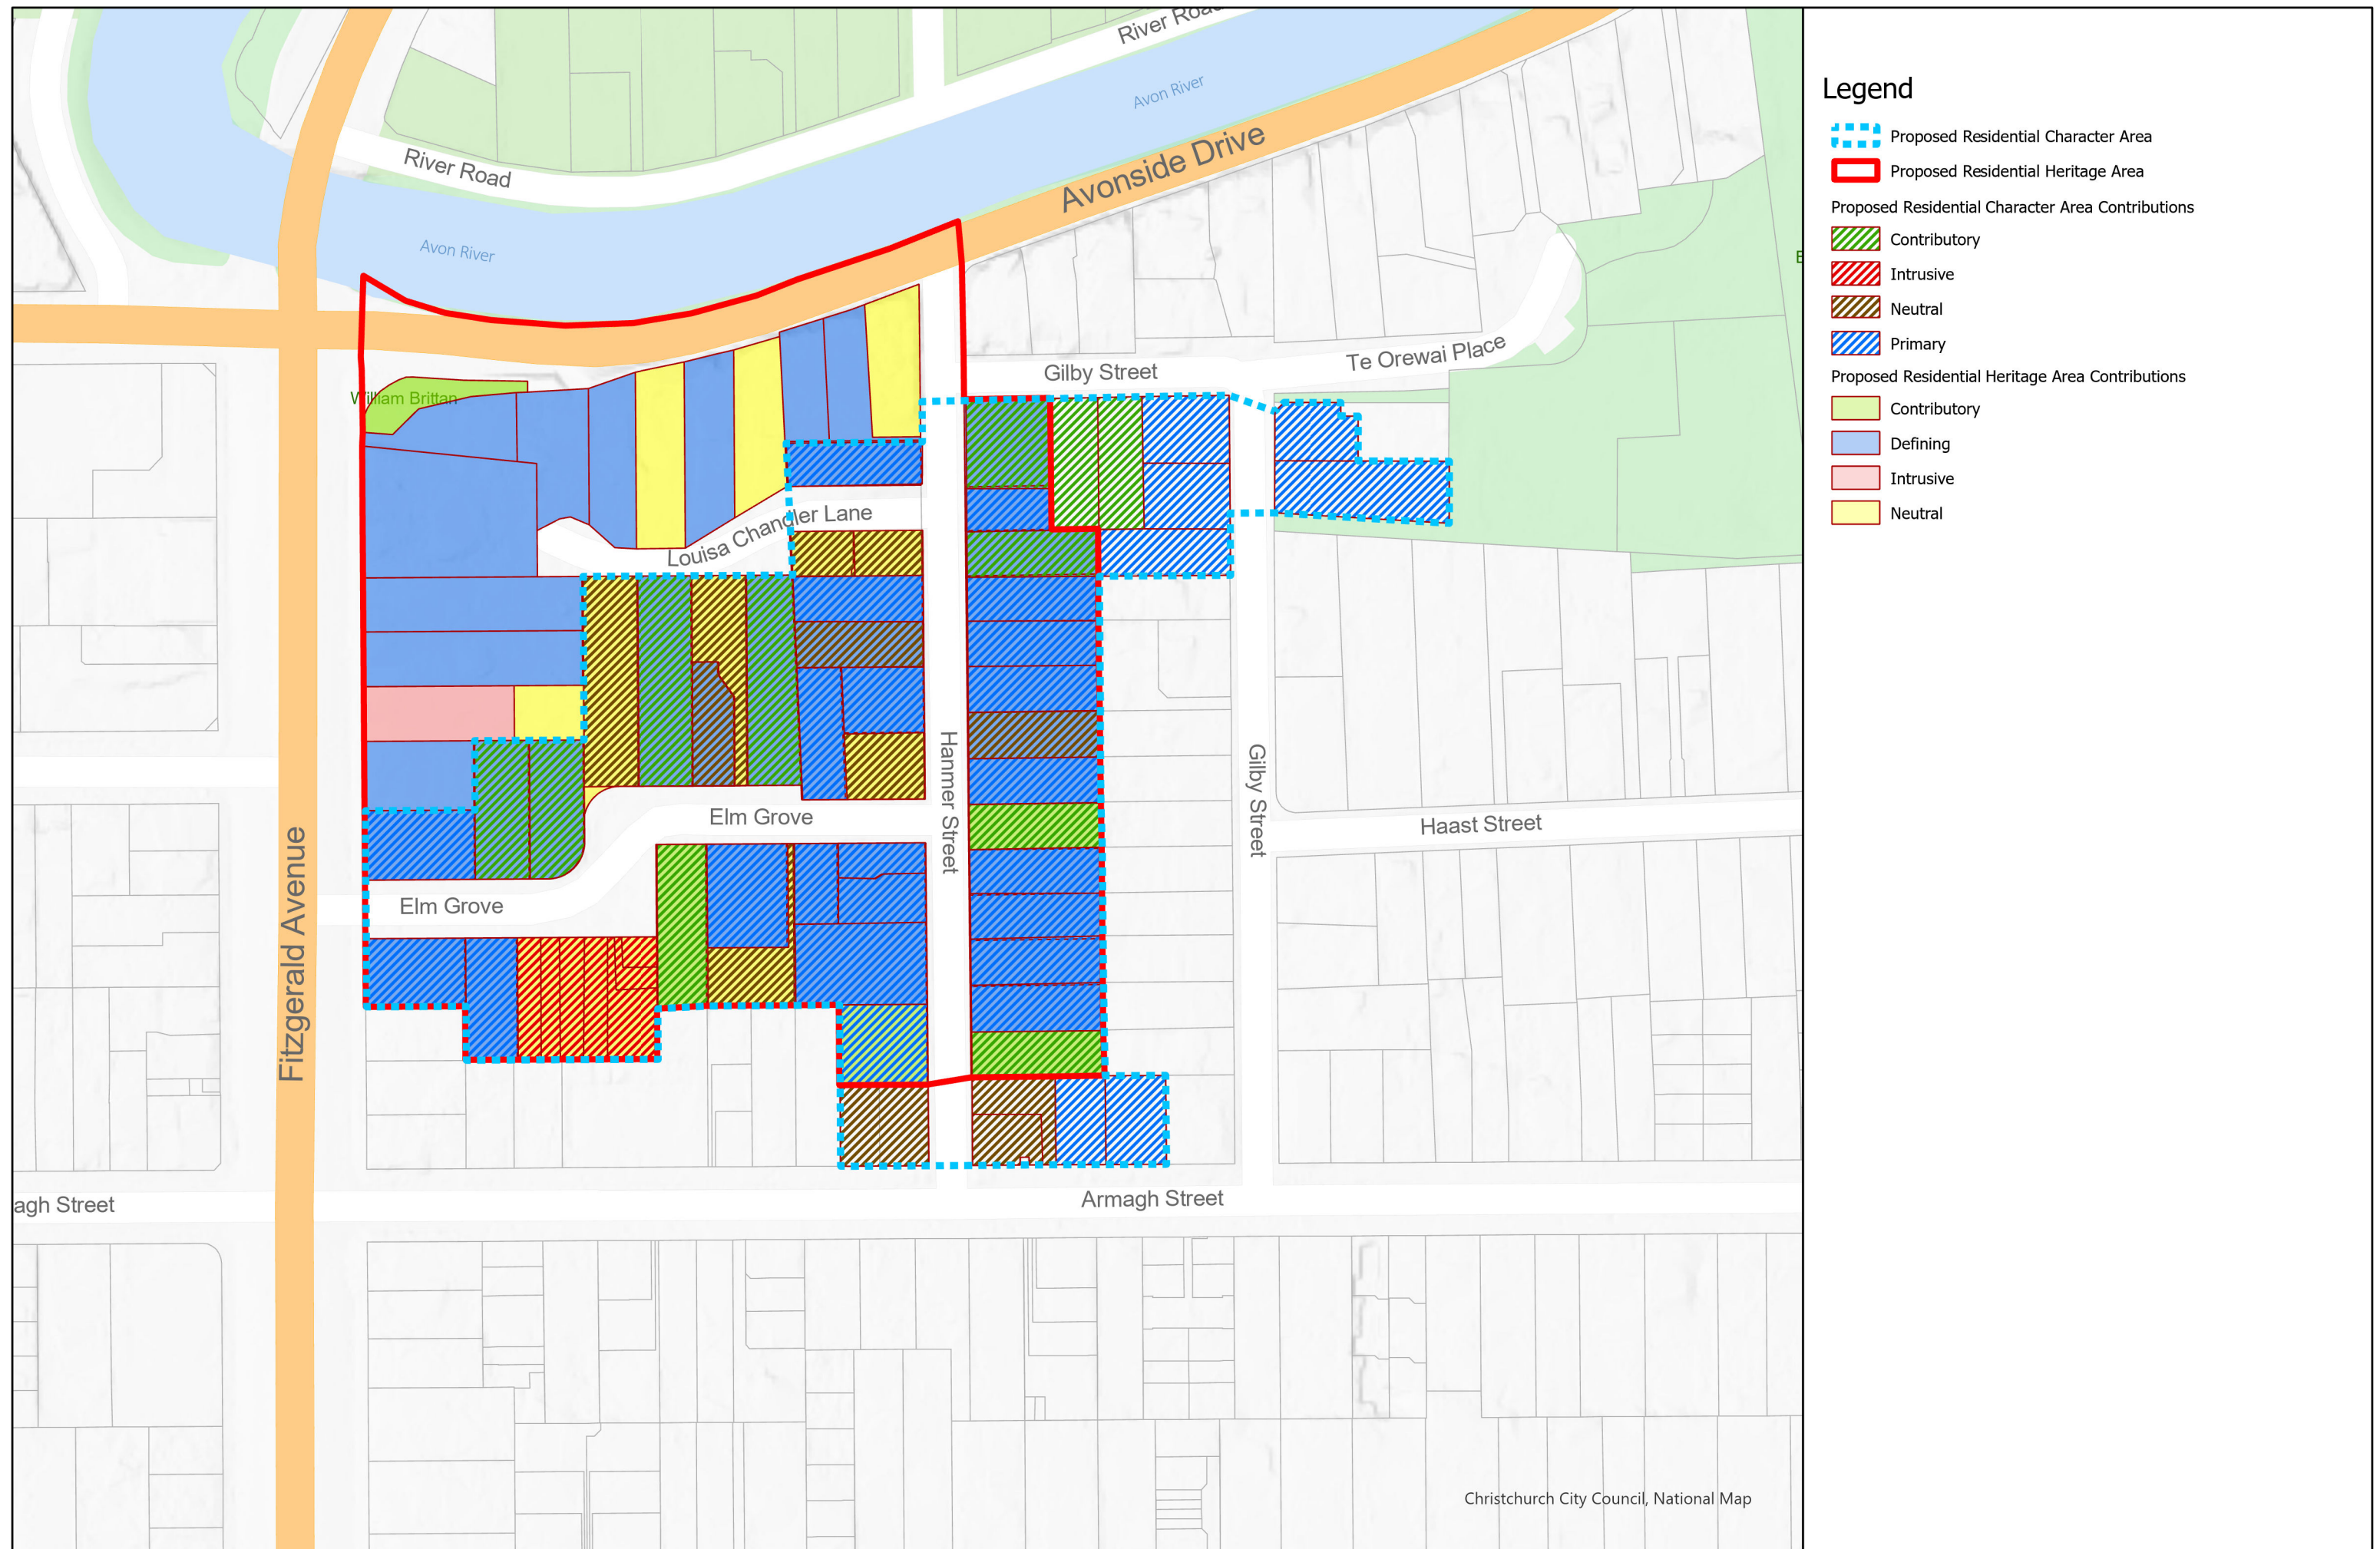 River Road
River Road
Avon River
Avonside Drive
Avon River
William Brittan
Gilby Street
Te Orewai Place
Louisa Chandler Lane
Hanmer Street
Gilby Street
Elm Grove
Haast Street
Elm Grove
Fitzgerald Avenue
agh Street
Armagh Street
Christchurch City Council, National Map
Legend
Proposed Residential Character Area
Proposed Residential Heritage Area
Proposed Residential Character Area Contributions
Contributory
Intrusive
Neutral
Primary
Proposed Residential Heritage Area Contributions
Contributory
Defining
Intrusive
Neutral